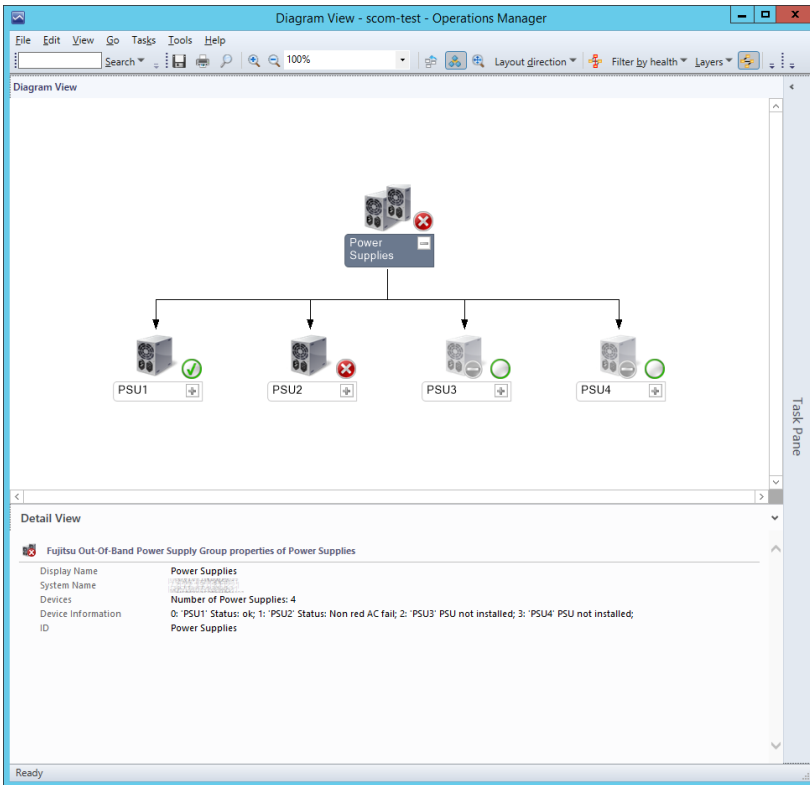 Diagram View - scom-test - Operations Manager
File Edit View Go Tasks Tools Help
Search 100% Layout direction Filter by health Layers
Diagram View
Power
Supplies
PSU1 PSU2 PSU3 PSU4
Task Pane
Detail View
Fujitsu Out-Of-Band Power Supply Group properties of Power Supplies
Display Name Power Supplies
System Name
Devices Number of Power Supplies: 4
Device Information 0: 'PSU1' Status: ok; 1: 'PSU2' Status: Non red AC fail; 2: 'PSU3' PSU not installed; 3: 'PSU4' PSU not installed;
ID Power Supplies
Ready